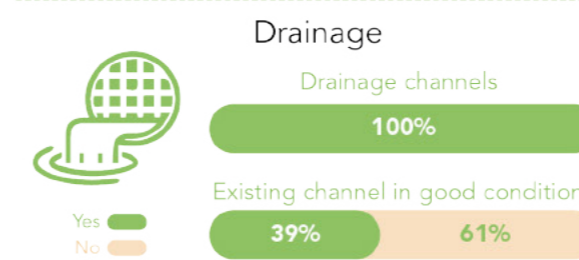 Drainage
Drainage channels
100%
Existing channel in good condition
Yes
No
39% 61%